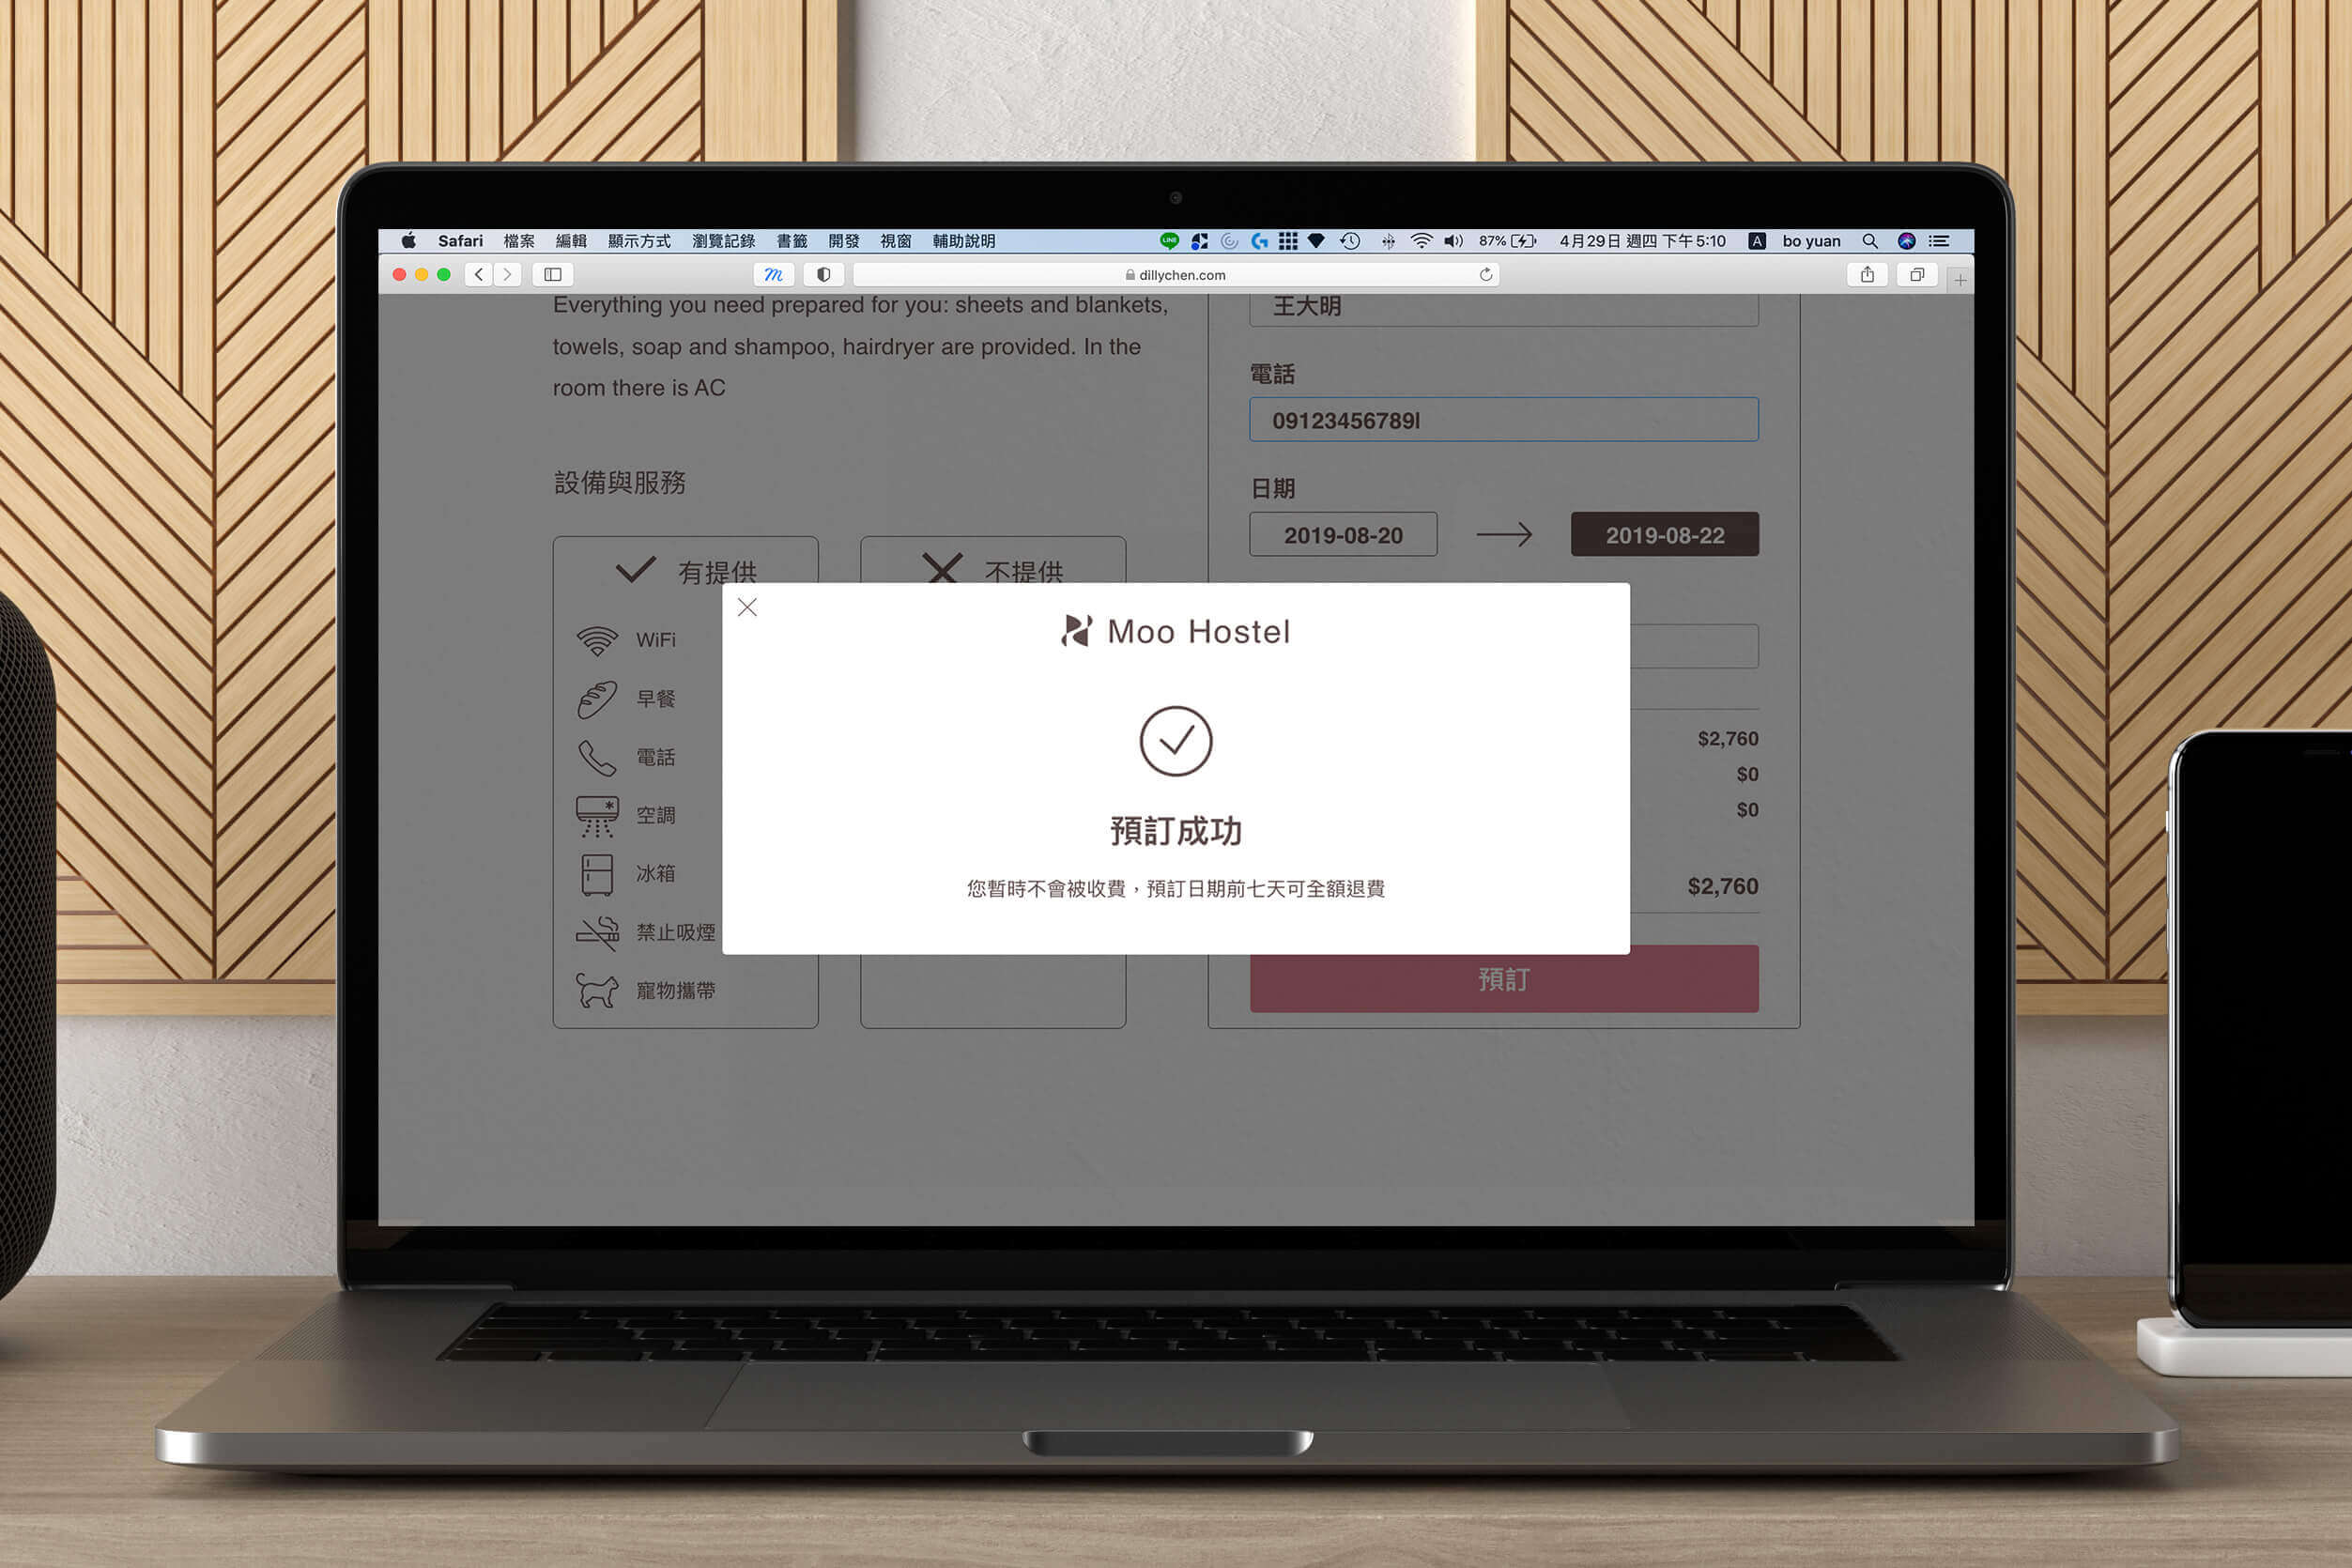 Safari 檔案 編輯 顯示方式 瀏覽記錄 書籤 開發 視窗 輔助說明 LINE 87% 4月29日 週四 下午5:10 A bo yuan
dillychen.com
Everything you need prepared for you: sheets and blankets,
towels, soap and shampoo, hairdryer are provided. In the
room there is AC
設備與服務
有提供
不提供
WiFi
早餐
電話
空調
冰箱
禁止吸煙
寵物攜帶
王大明
電話
09123456789
日期
2019-08-20
2019-08-22
$2,760
$0
$0
$2,760
預訂
Moo Hostel
預訂成功
您暫時不會被收費，預訂日期前七天可全額退費